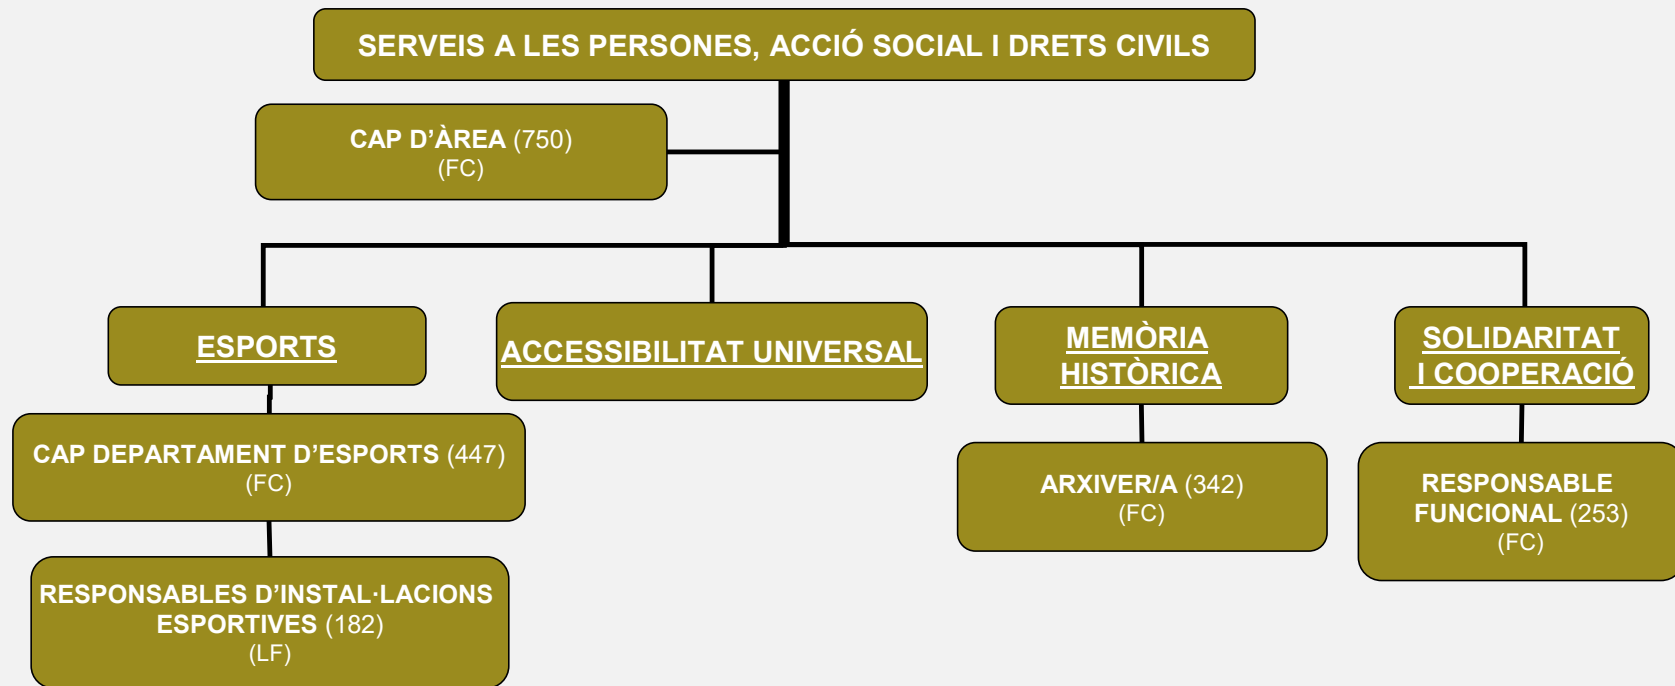 SERVEIS A LES PERSONES, ACCIÓ SOCIAL I DRETS CIVILS
CAP D’ÀREA (750)
(FC)
ESPORTS
ACCESSIBILITAT UNIVERSAL
MEMÒRIA
HISTÒRICA
SOLIDARITAT
I COOPERACIÓ
CAP DEPARTAMENT D’ESPORTS (447)
(FC)
ARXIVER/A (342)
(FC)
RESPONSABLE
FUNCIONAL (253)
(FC)
RESPONSABLES D’INSTAL·LACIONS
ESPORTIVES (182)
(LF)